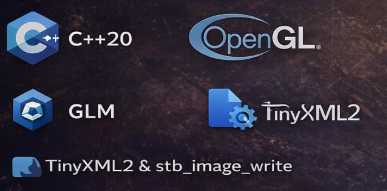 C++ C++20
OpenGL®
GLM
TinyXML2
TinyXML2 & stb_image_write